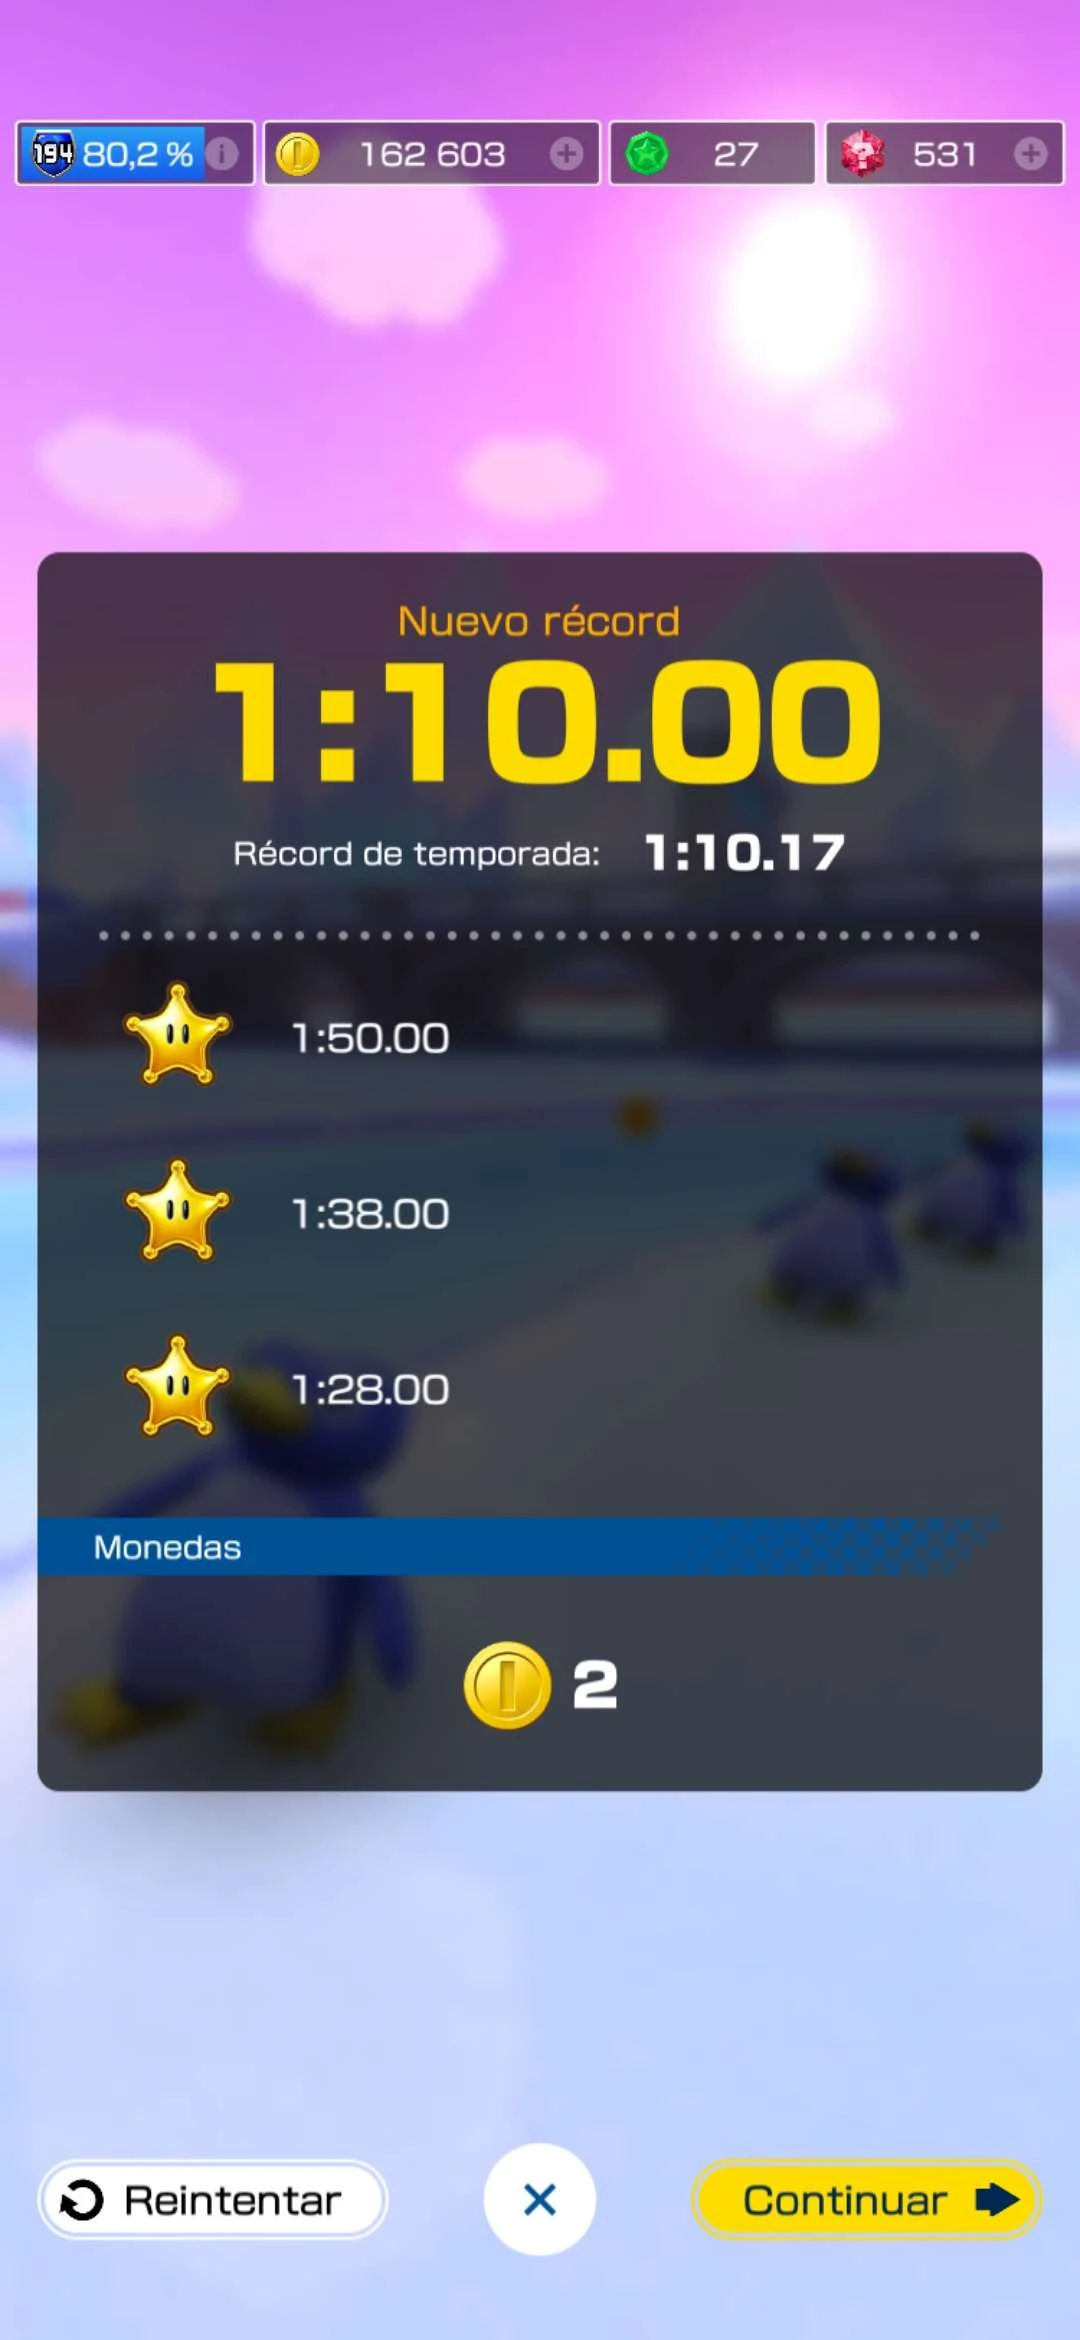 194 80,2 % i 162 603 + 27 ? 531 +
Nuevo récord
1:10.00
Récord de temporada: 1:10.17
1:50.00
1:38.00
1:28.00
Monedas
2
Reintentar × Continuar